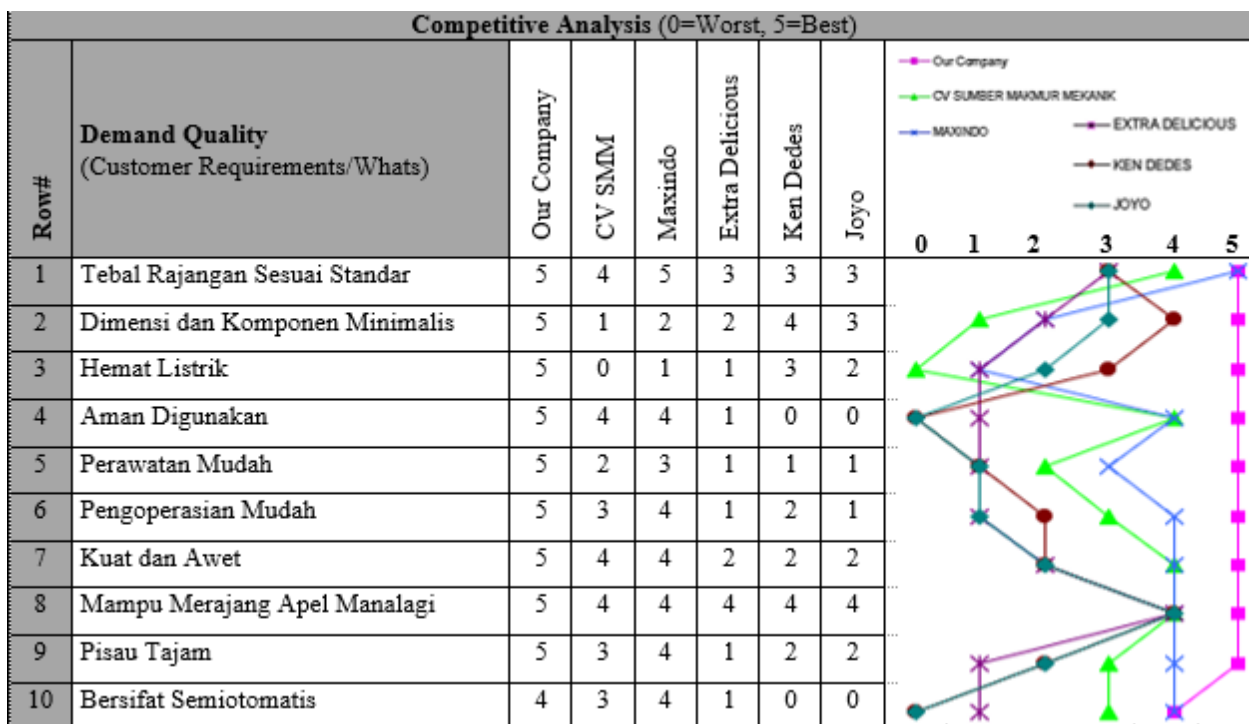 Competitive Analysis (0=Worst, 5=Best)
Row#
Demand Quality
(Customer Requirements/Whats)
Our Company
CV SMM
Maxindo
Extra Delicious
Ken Dedes
Joyo
Our Company
CV SUMBER MAKMUR MEKANIK
MAXINDO
EXTRA DELICIOUS
KEN DEDES
JOYO
0 1 2 3 4 5
1 Tebal Rajangan Sesuai Standar 5 4 5 3 3 3
2 Dimensi dan Komponen Minimalis 5 1 2 2 4 3
3 Hemat Listrik 5 0 1 1 3 2
4 Aman Digunakan 5 4 4 1 0 0
5 Perawatan Mudah 5 2 3 1 1 1
6 Pengoperasian Mudah 5 3 4 1 2 1
7 Kuat dan Awet 5 4 4 2 2 2
8 Mampu Merajang Apel Manalagi 5 4 4 4 4 4
9 Pisau Tajam 5 3 4 1 2 2
10 Bersifat Semiotomatis 4 3 4 1 0 0